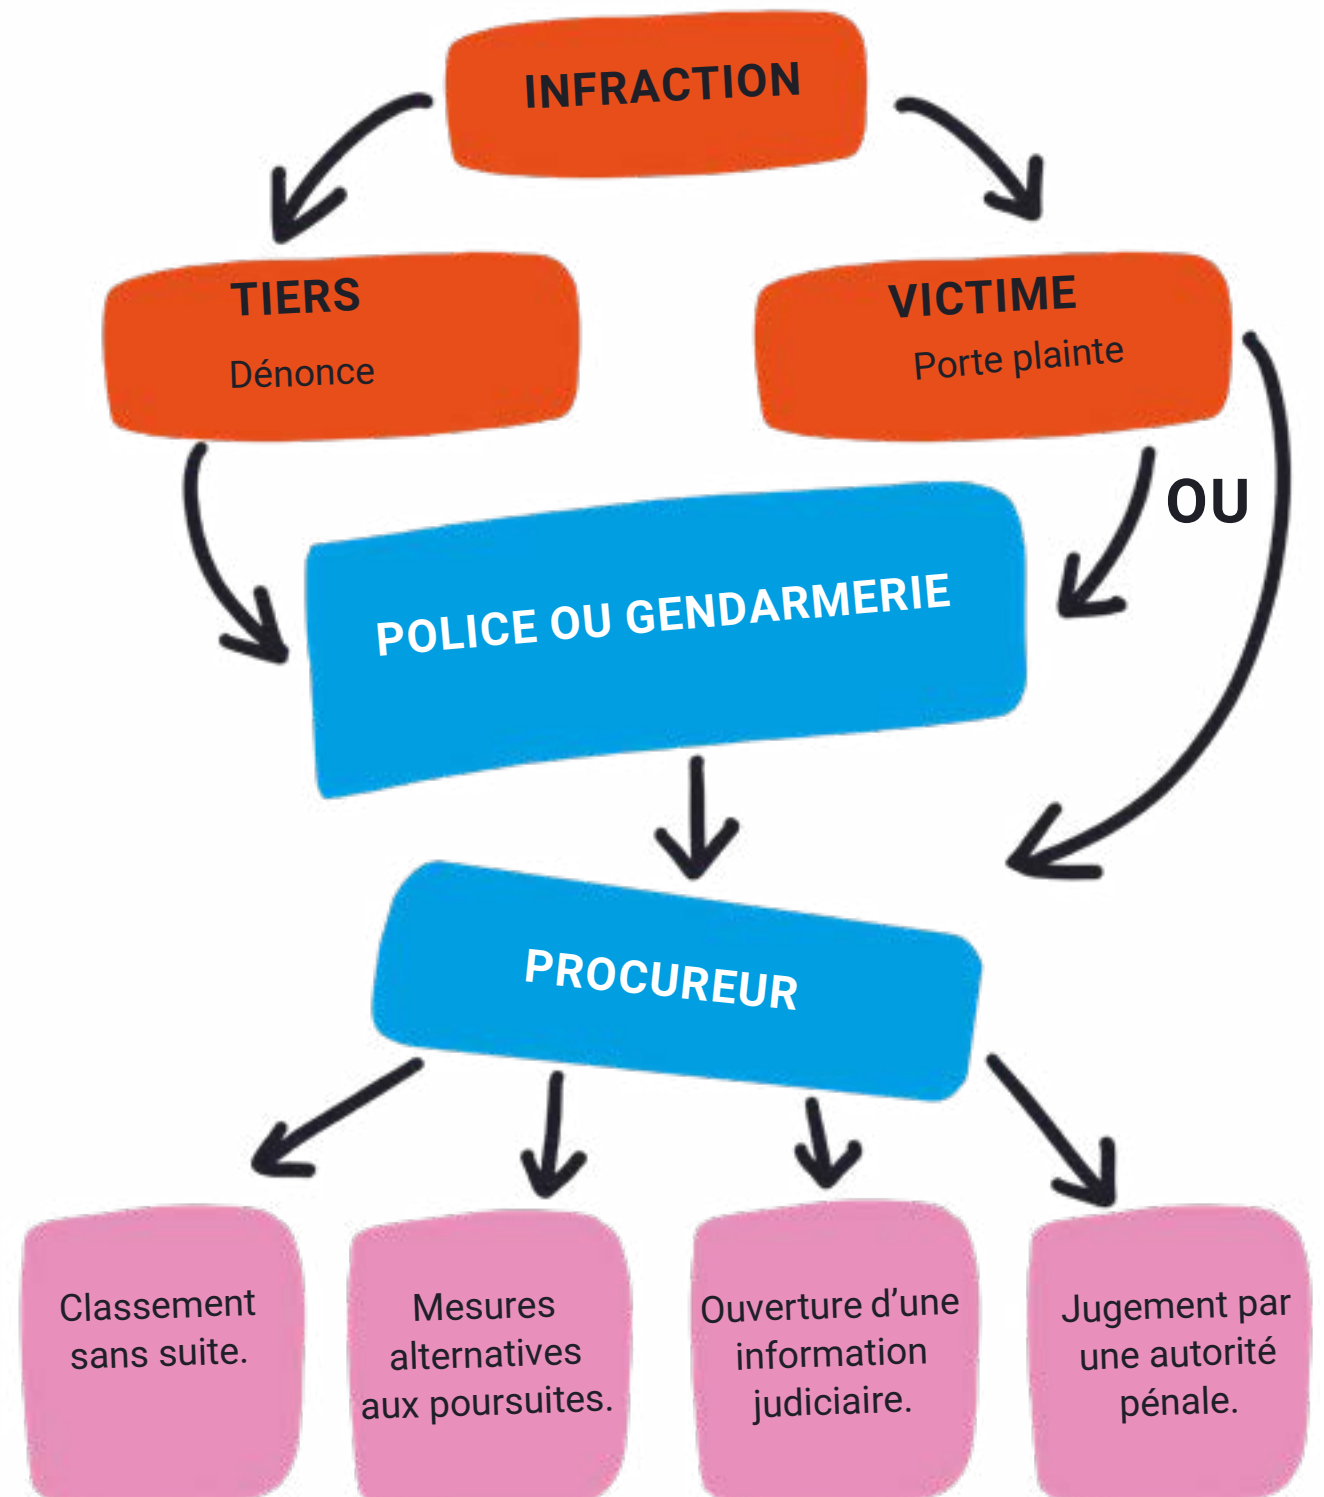 INFRACTION
TIERS
Dénonce
VICTIME
Porte plainte
OU
POLICE OU GENDARMERIE
PROCUREUR
Classement
sans suite.
Mesures
alternatives
aux poursuites.
Ouverture d’une
information
judiciaire.
Jugement par
une autorité
pénale.